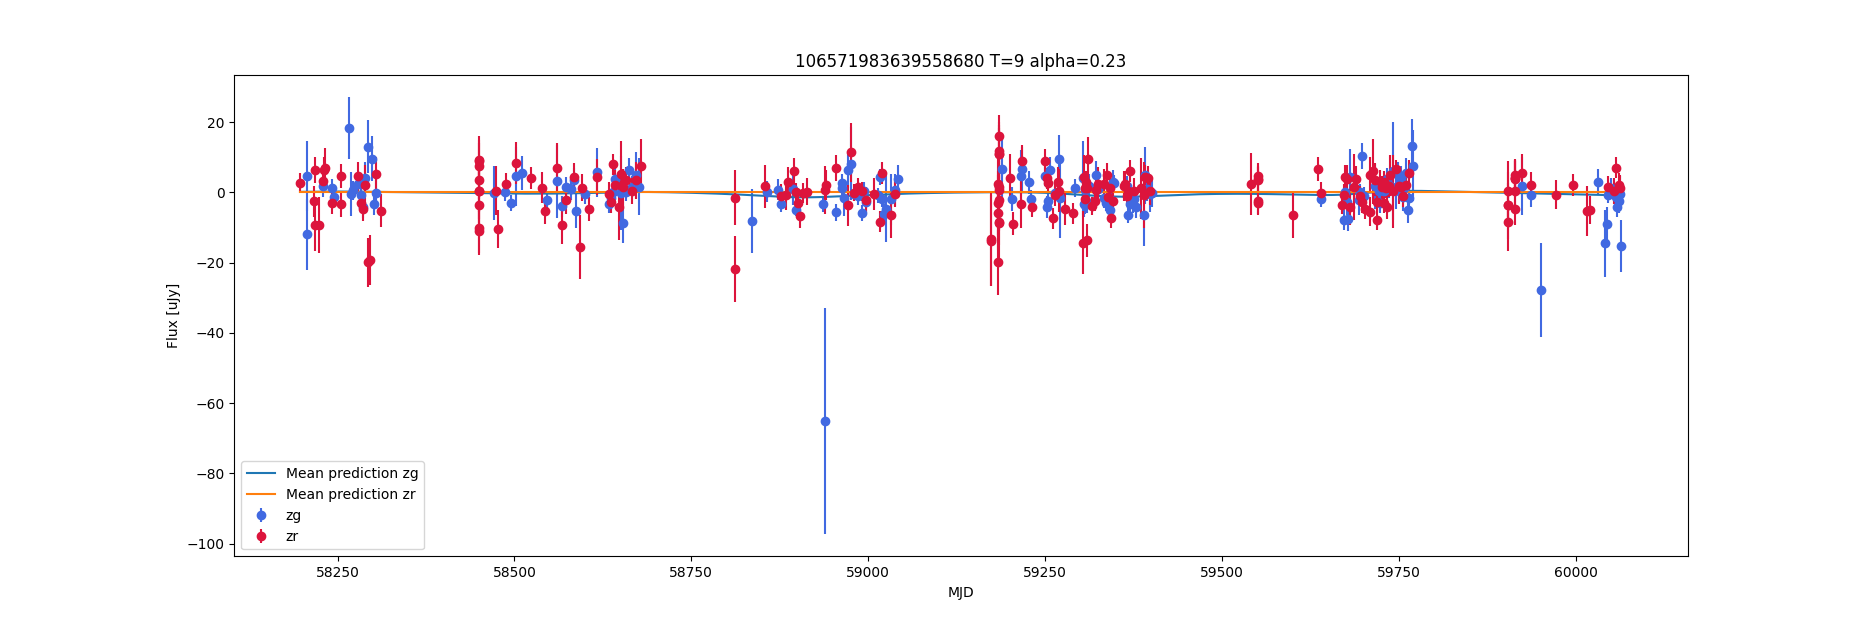 106571983639558680 T=9 alpha=0.23
20
0
−20
−40
−60
−80
−100
Flux [uJy]
Mean prediction zg
Mean prediction zr
zg
zr
58250 58500 58750 59000 59250 59500 59750 60000
MJD